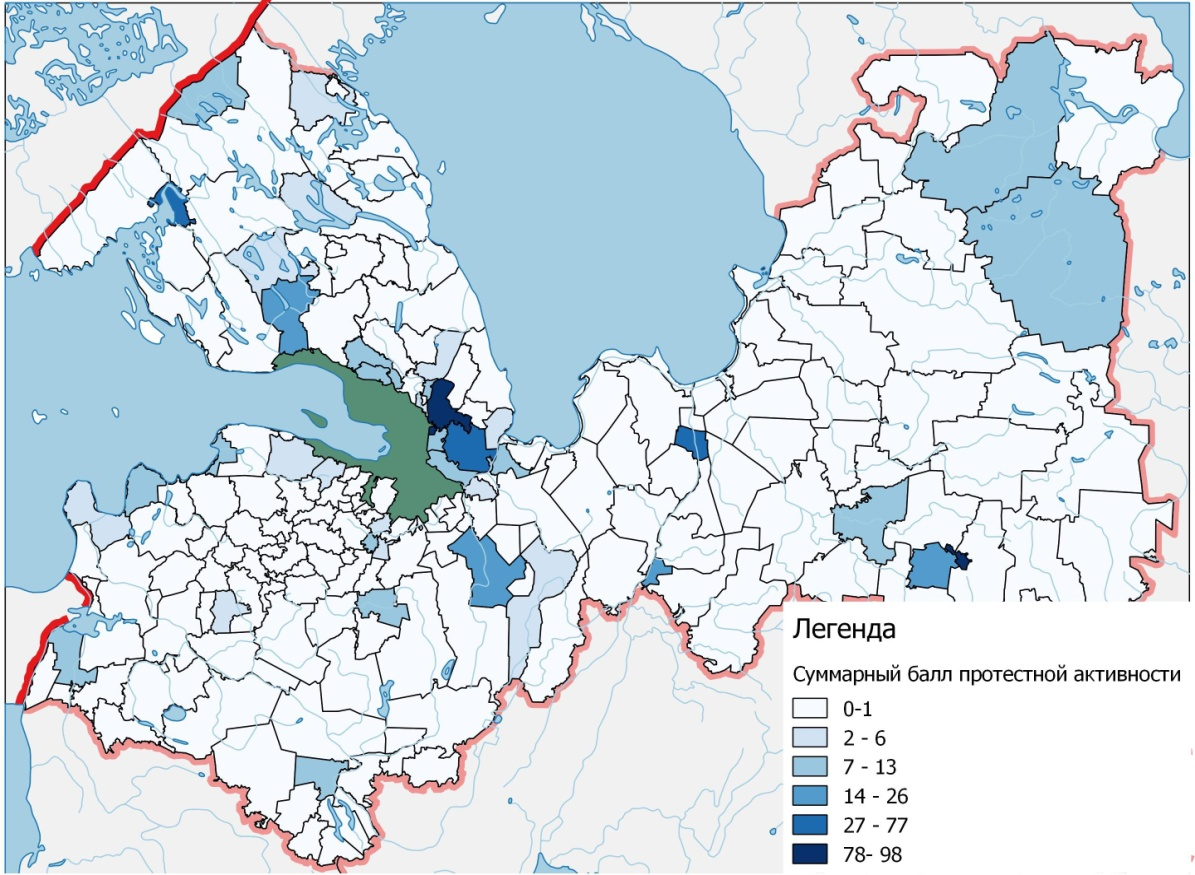 Легенда
Суммарный балл протестной активности
0-1
2 - 6
7 - 13
14 - 26
27 - 77
78- 98